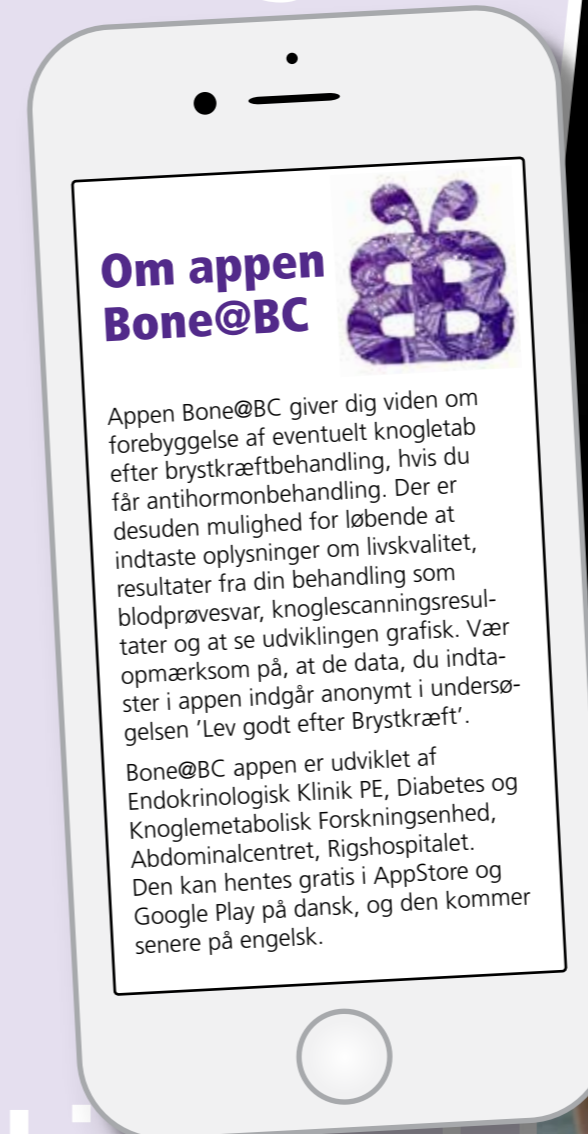 Om appen
Bone@BC
Appen Bone@BC giver dig viden om
forebyggelse af eventuelt knogletab
efter brystkræftbehandling, hvis du
får antihormonbehandling. Der er
desuden mulighed for løbende at
indtaste oplysninger om livskvalitet,
resultater fra din behandling som
blodprøvesvar, knoglescanningsresul-
tater og at se udviklingen grafisk. Vær
opmærksom på, at de data, du indta-
ster i appen indgår anonymt i undersø-
gelsen 'Lev godt efter Brystkræft'.
Bone@BC appen er udviklet af
Endokrinologisk Klinik PE, Diabetes og
Knoglemetabolisk Forskningsenhed,
Abdominalcentret, Rigshospitalet.
Den kan hentes gratis i AppStore og
Google Play på dansk, og den kommer
senere på engelsk.